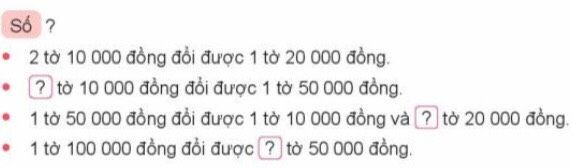 Số ?
• 2 tờ 10 000 đồng đổi được 1 tờ 20 000 đồng.
• ? tờ 10 000 đồng đổi được 1 tờ 50 000 đồng.
• 1 tờ 50 000 đồng đổi được 1 tờ 10 000 đồng và ? tờ 20 000 đồng.
• 1 tờ 100 000 đồng đổi được ? tờ 50 000 đồng.